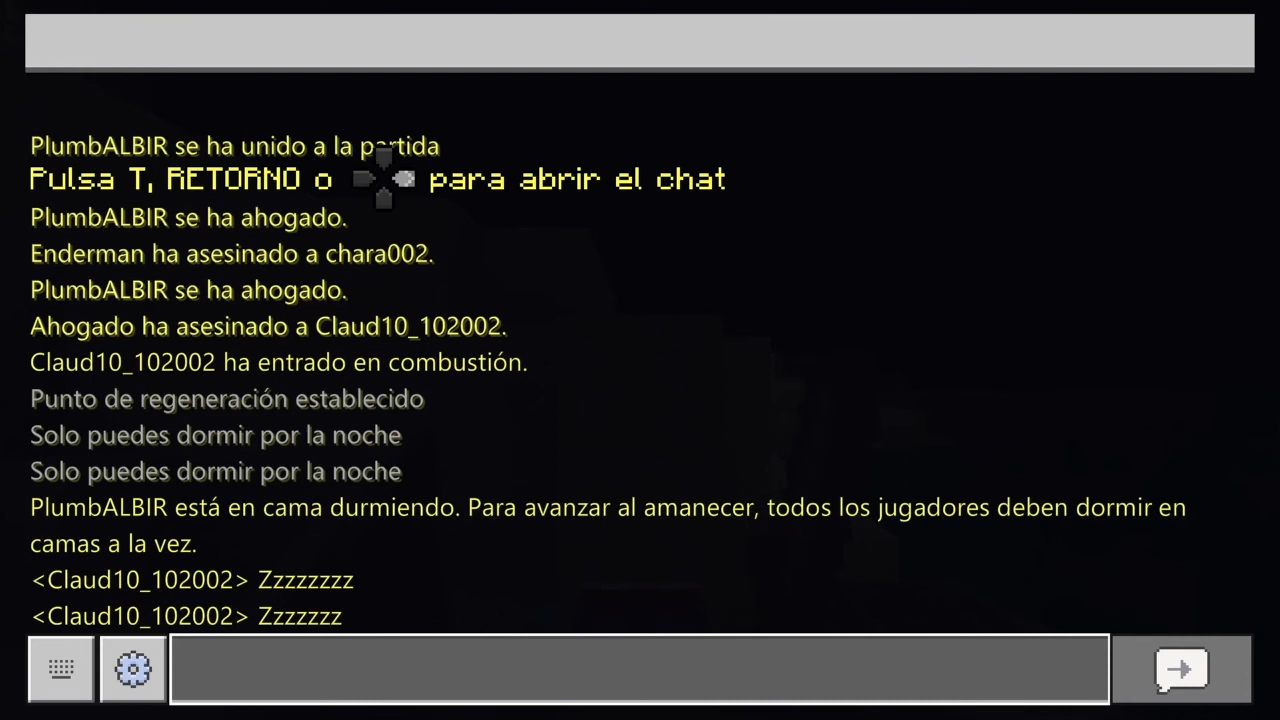 PlumbALBIR se ha unido a la partida
Pulsa T, RETORNO o para abrir el chat
PlumbALBIR se ha ahogado.
Enderman ha asesinado a chara002.
PlumbALBIR se ha ahogado.
Ahogado ha asesinado a Claud10_102002.
Claud10_102002 ha entrado en combustión.
Punto de regeneración establecido
Solo puedes dormir por la noche
Solo puedes dormir por la noche
PlumbALBIR está en cama durmiendo. Para avanzar al amanecer, todos los jugadores deben dormir en
camas a la vez.
<Claud10_102002> Zzzzzzzz
<Claud10_102002> Zzzzzzz